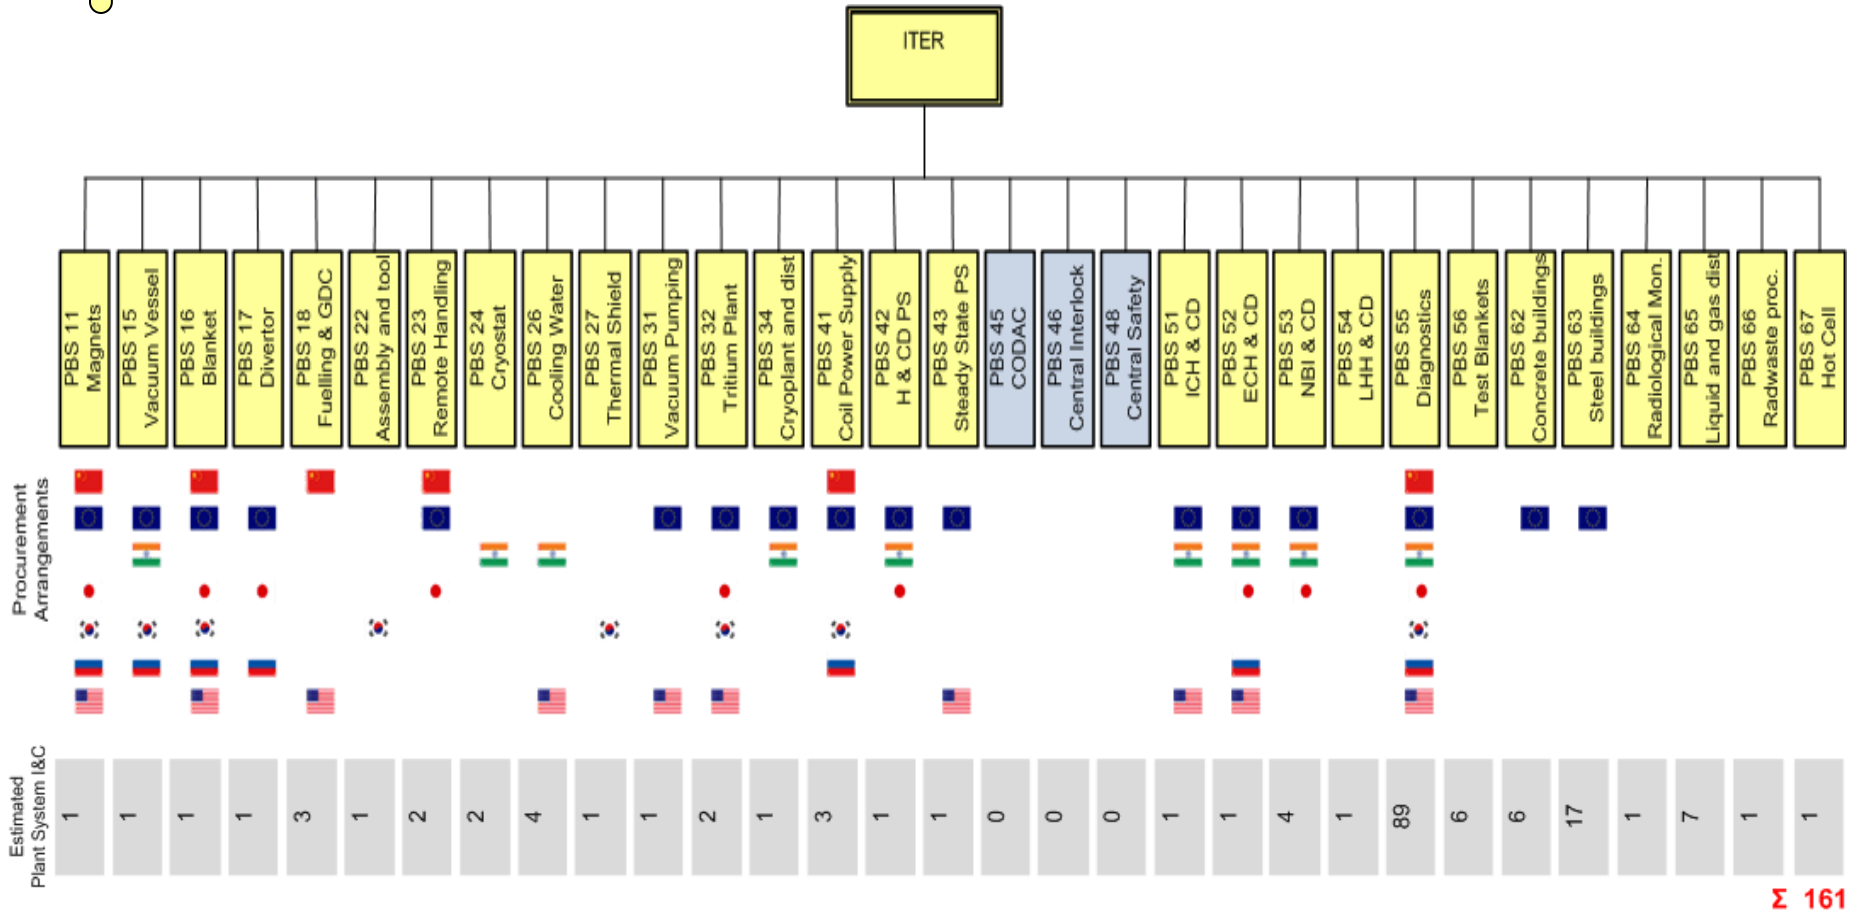 ITER
PBS 11
Magnets
PBS 15
Vacuum Vessel
PBS 16
Blanket
PBS 17
Divertor
PBS 18
Fuelling & GDC
PBS 22
Assembly and tool
PBS 23
Remote Handling
PBS 24
Cryostat
PBS 26
Cooling Water
PBS 27
Thermal Shield
PBS 31
Vacuum Pumping
PBS 32
Tritium Plant
PBS 34
Cryoplant and dist
PBS 41
Coil Power Supply
PBS 42
H & CD PS
PBS 43
Steady State PS
PBS 45
CODAC
PBS 46
Central Interlock
PBS 48
Central Safety
PBS 51
ICH & CD
PBS 52
ECH & CD
PBS 53
NBI & CD
PBS 54
LHH & CD
PBS 55
Diagnostics
PBS 56
Test Blankets
PBS 62
Concrete buildings
PBS 63
Steel buildings
PBS 64
Radiological Mon.
PBS 65
Liquid and gas dist
PBS 66
Radwaste proc.
PBS 67
Hot Cell
Procurement
Arrangements
Estimated
Plant System I&C
1
1
1
1
3
1
2
2
4
1
1
2
1
3
1
1
0
0
0
1
1
4
1
89
6
6
17
1
7
1
1
Σ 161